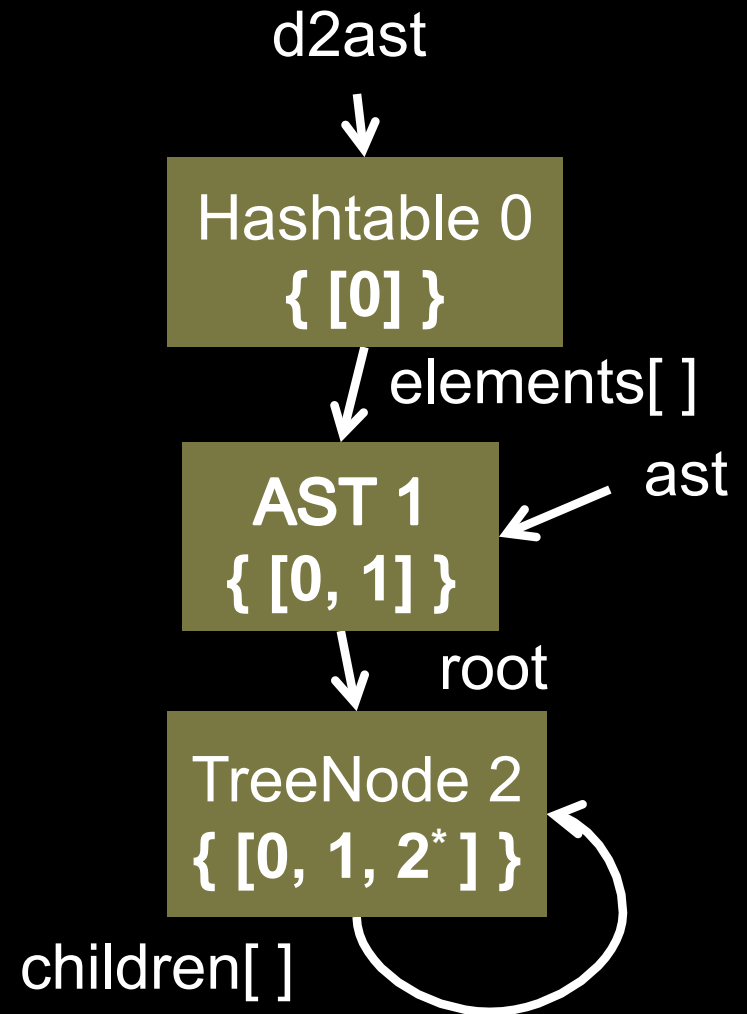 d2ast
Hashtable 0
{ [0] }
elements[ ]
ast
AST 1
{ [0, 1] }
root
TreeNode 2
{ [0, 1, 2* ] }
children[ ]